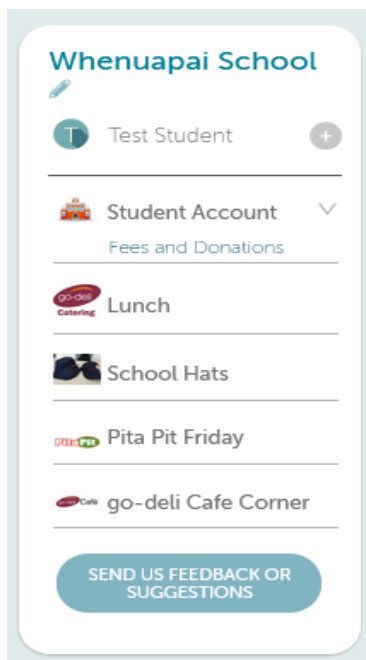 Whenuapai School
T Test Student +
Student Account
Fees and Donations
go-deli
Catering
Lunch
School Hats
PITA PIT
Pita Pit Friday
Café
go-deli Cafe Corner
SEND US FEEDBACK OR
SUGGESTIONS